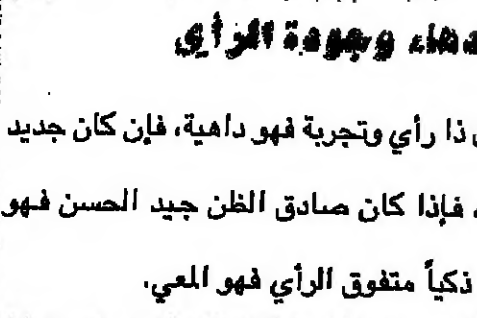 دهاء وجودة الرأي
ذا رأي وتجربة فهو داهية، فإن كان جديد
فإذا كان صادق الظن جيد الحسن فهو
ذكياً متفوق الرأي فهو المعي.